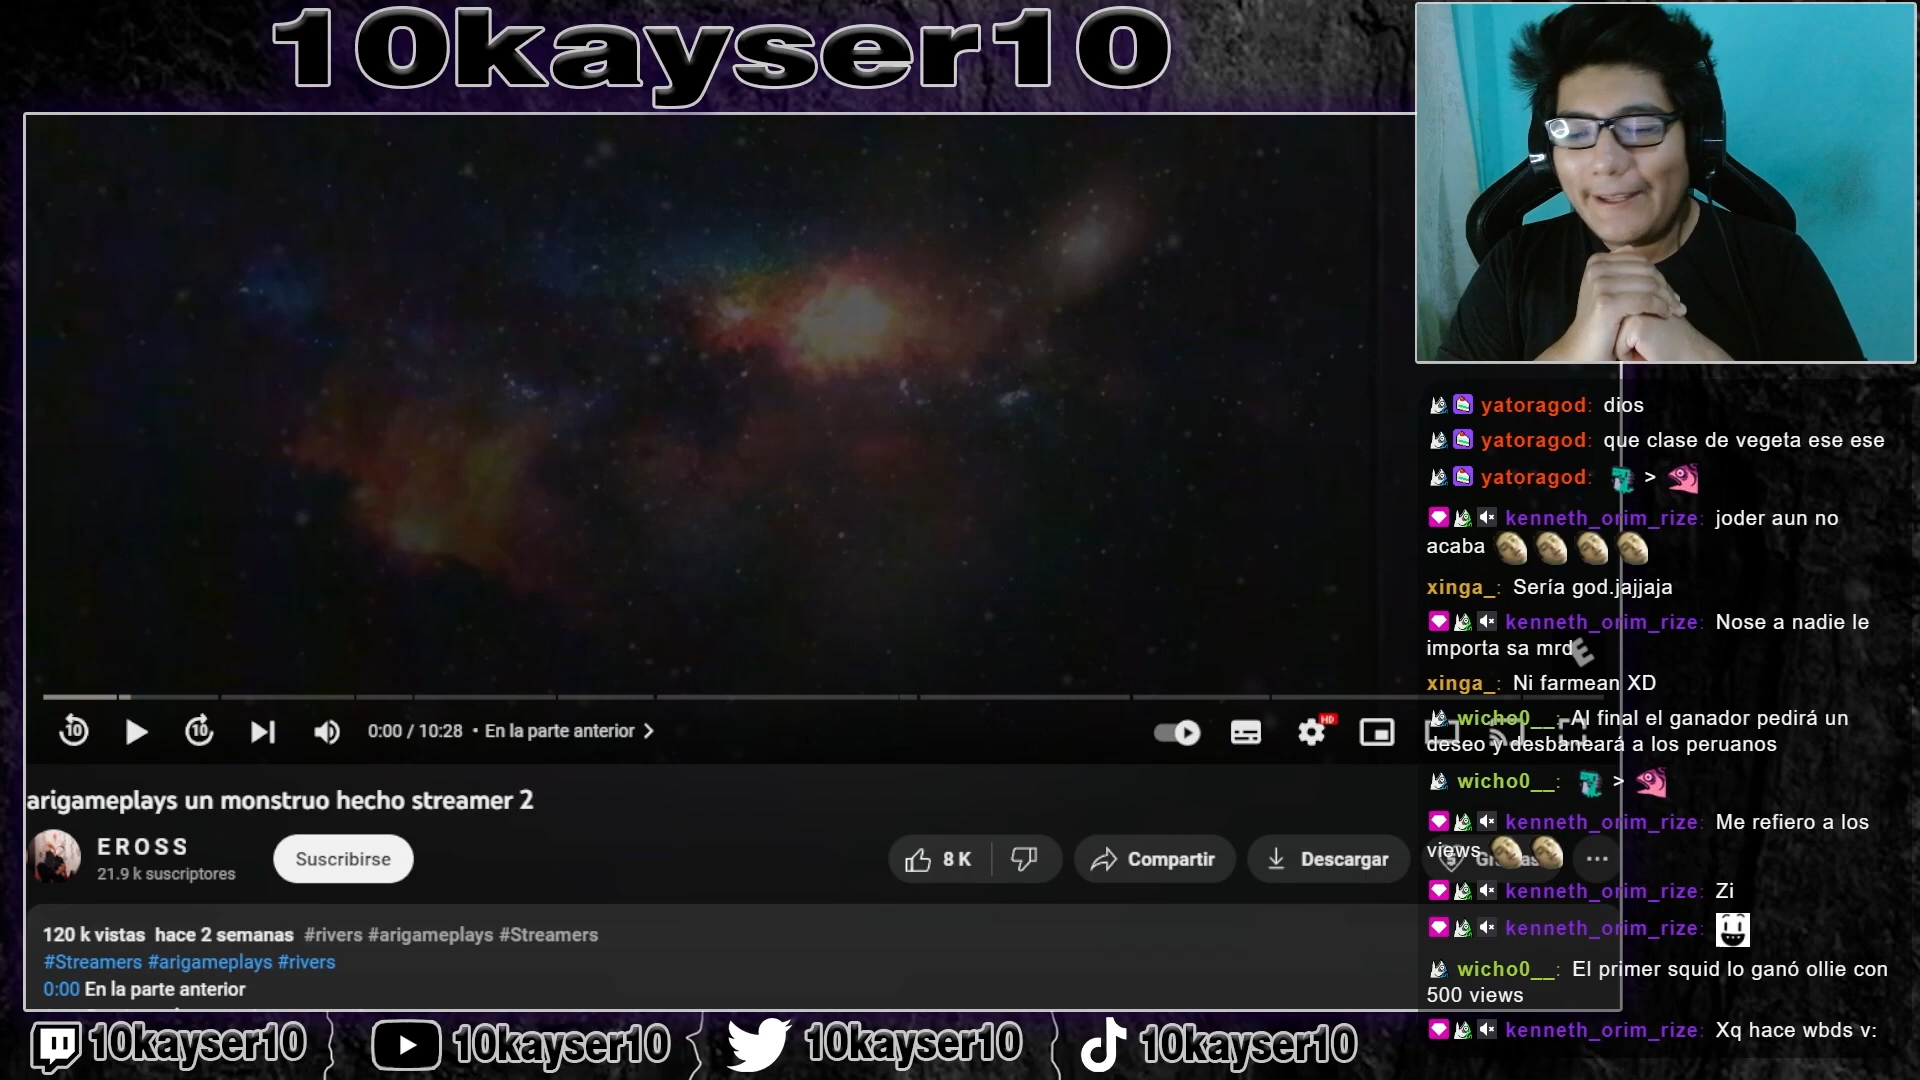 10kayser10
10
10
0:00 / 10:28 • En la parte anterior
HD
arigameplays un monstruo hecho streamer 2
E R O S S
21.9 k suscriptores
Suscribirse
8 K
Compartir
Descargar
120 k vistas hace 2 semanas #rivers #arigameplays #Streamers
#Streamers #arigameplays #rivers
0:00 En la parte anterior
yatoragod: dios
yatoragod: que clase de vegeta ese ese
yatoragod: >
kenneth_orim_rize: joder aun no
acaba
xinga_: Sería god.jajjaja
kenneth_orim_rize: Nose a nadie le
importa sa mrd
E
xinga_: Ni farmean XD
wicho0__: Al final el ganador pedirá un
deseo y desbaneará a los peruanos
wicho0__: >
kenneth_orim_rize: Me refiero a los
views
kenneth_orim_rize: Zi
kenneth_orim_rize:
wicho0__: El primer squid lo ganó ollie con
500 views
kenneth_orim_rize: Xq hace wbds v:
10kayser10
10kayser10
10kayser10
10kayser10